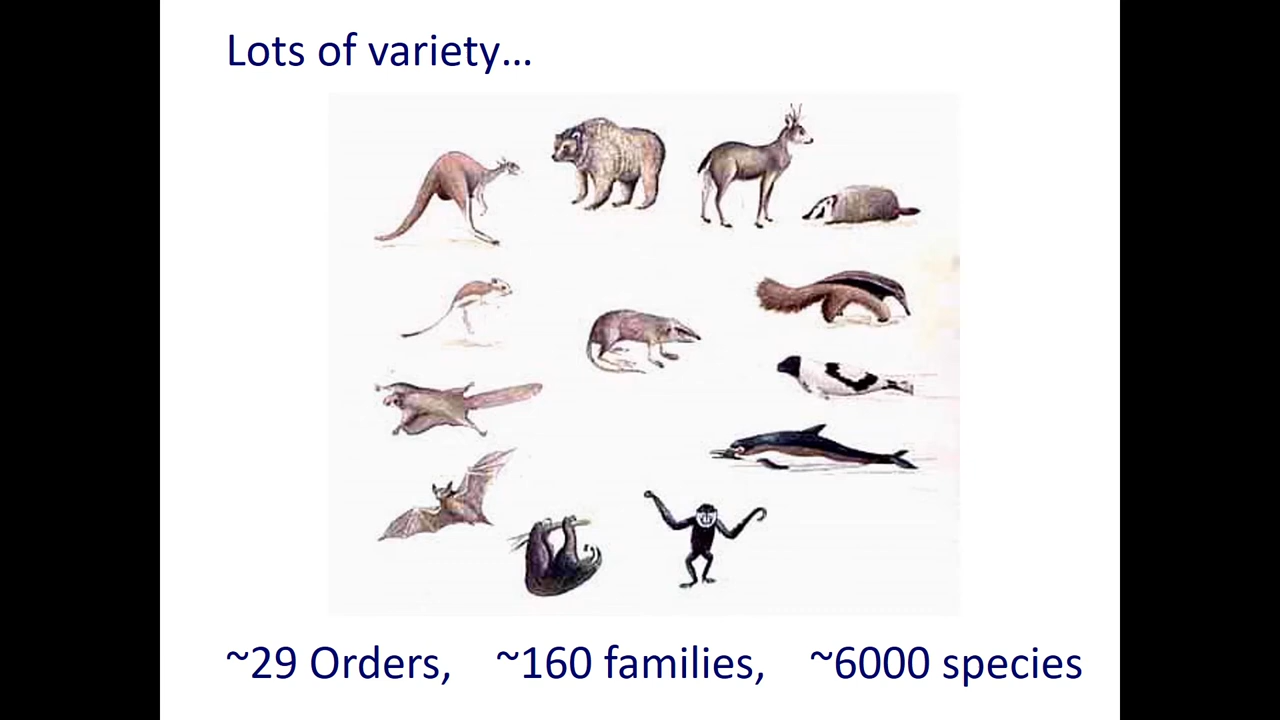 Lots of variety…
~29 Orders, ~160 families, ~6000 species